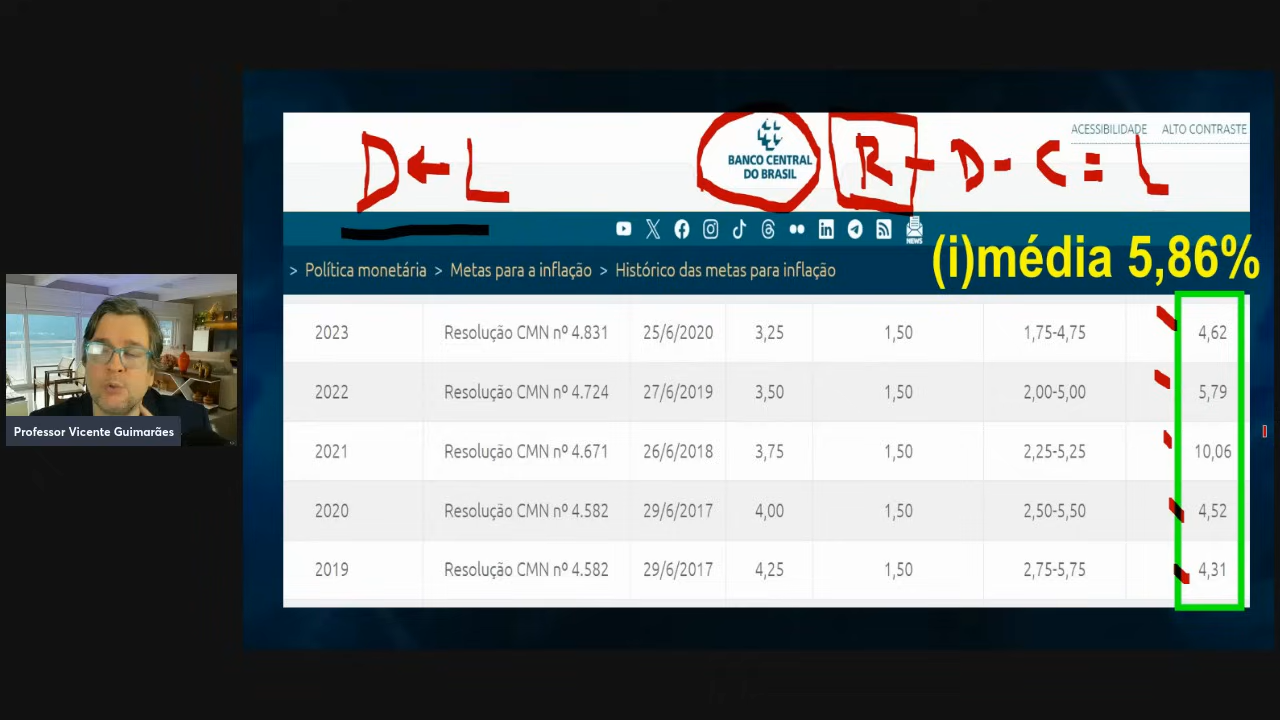 ACESSIBILIDADE ALTO CONTRASTE
D ← L
BANCO CENTRAL
DO BRASIL
R - D - C = L
NEWS
(i)média 5,86%
> Política monetária > Metas para a inflação > Histórico das metas para inflação
2023 Resolução CMN nº 4.831 25/6/2020 3,25 1,50 1,75-4,75 4,62
2022 Resolução CMN nº 4.724 27/6/2019 3,50 1,50 2,00-5,00 5,79
2021 Resolução CMN nº 4.671 26/6/2018 3,75 1,50 2,25-5,25 10,06
2020 Resolução CMN nº 4.582 29/6/2017 4,00 1,50 2,50-5,50 4,52
2019 Resolução CMN nº 4.582 29/6/2017 4,25 1,50 2,75-5,75 4,31
Professor Vicente Guimarães